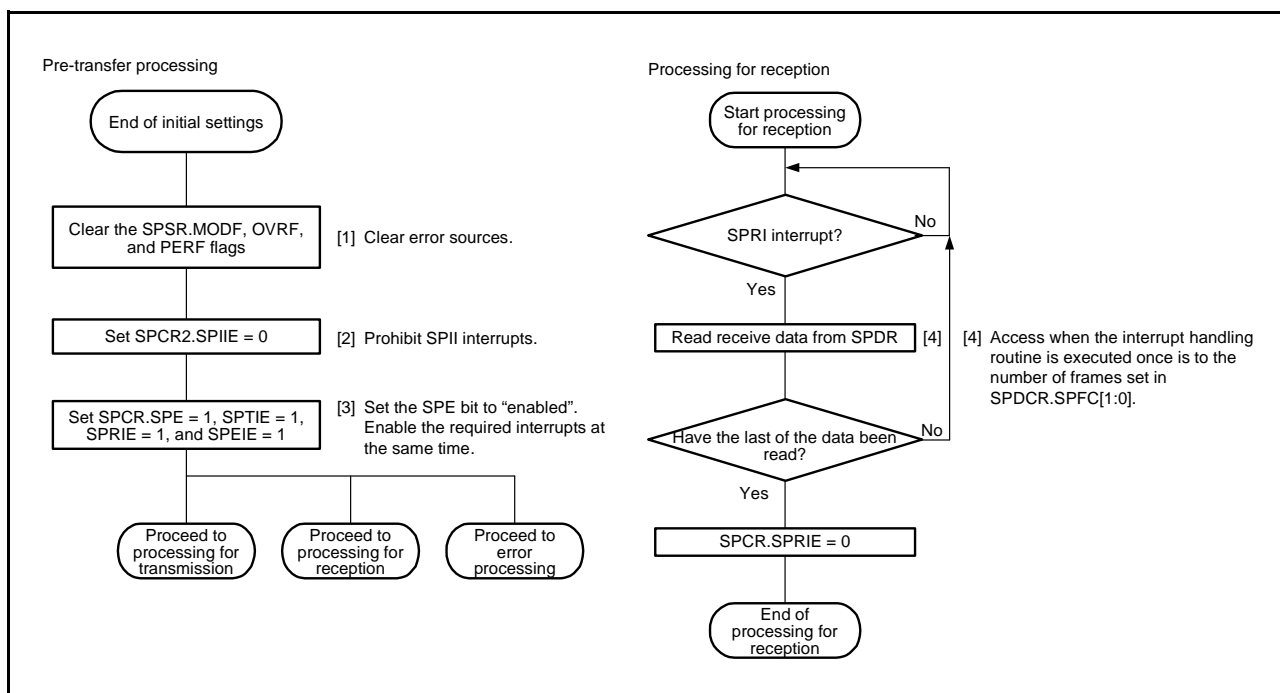 Pre-transfer processing
End of initial settings
Clear the SPSR.MODF, OVRF,
and PERF flags
[1] Clear error sources.
Set SPCR2.SPIIE = 0
[2] Prohibit SPII interrupts.
Set SPCR.SPE = 1, SPTIE = 1,
SPRIE = 1, and SPEIE = 1
[3] Set the SPE bit to “enabled”.
Enable the required interrupts at
the same time.
Proceed to
processing for
transmission
Proceed to
processing for
reception
Proceed to
error
processing
Processing for reception
Start processing
for reception
SPRI interrupt?
No
Yes
Read receive data from SPDR
[4]
[4] Access when the interrupt handling
routine is executed once is to the
number of frames set in
SPDCR.SPFC[1:0].
Have the last of the data been
read?
No
Yes
SPCR.SPRIE = 0
End of
processing for
reception